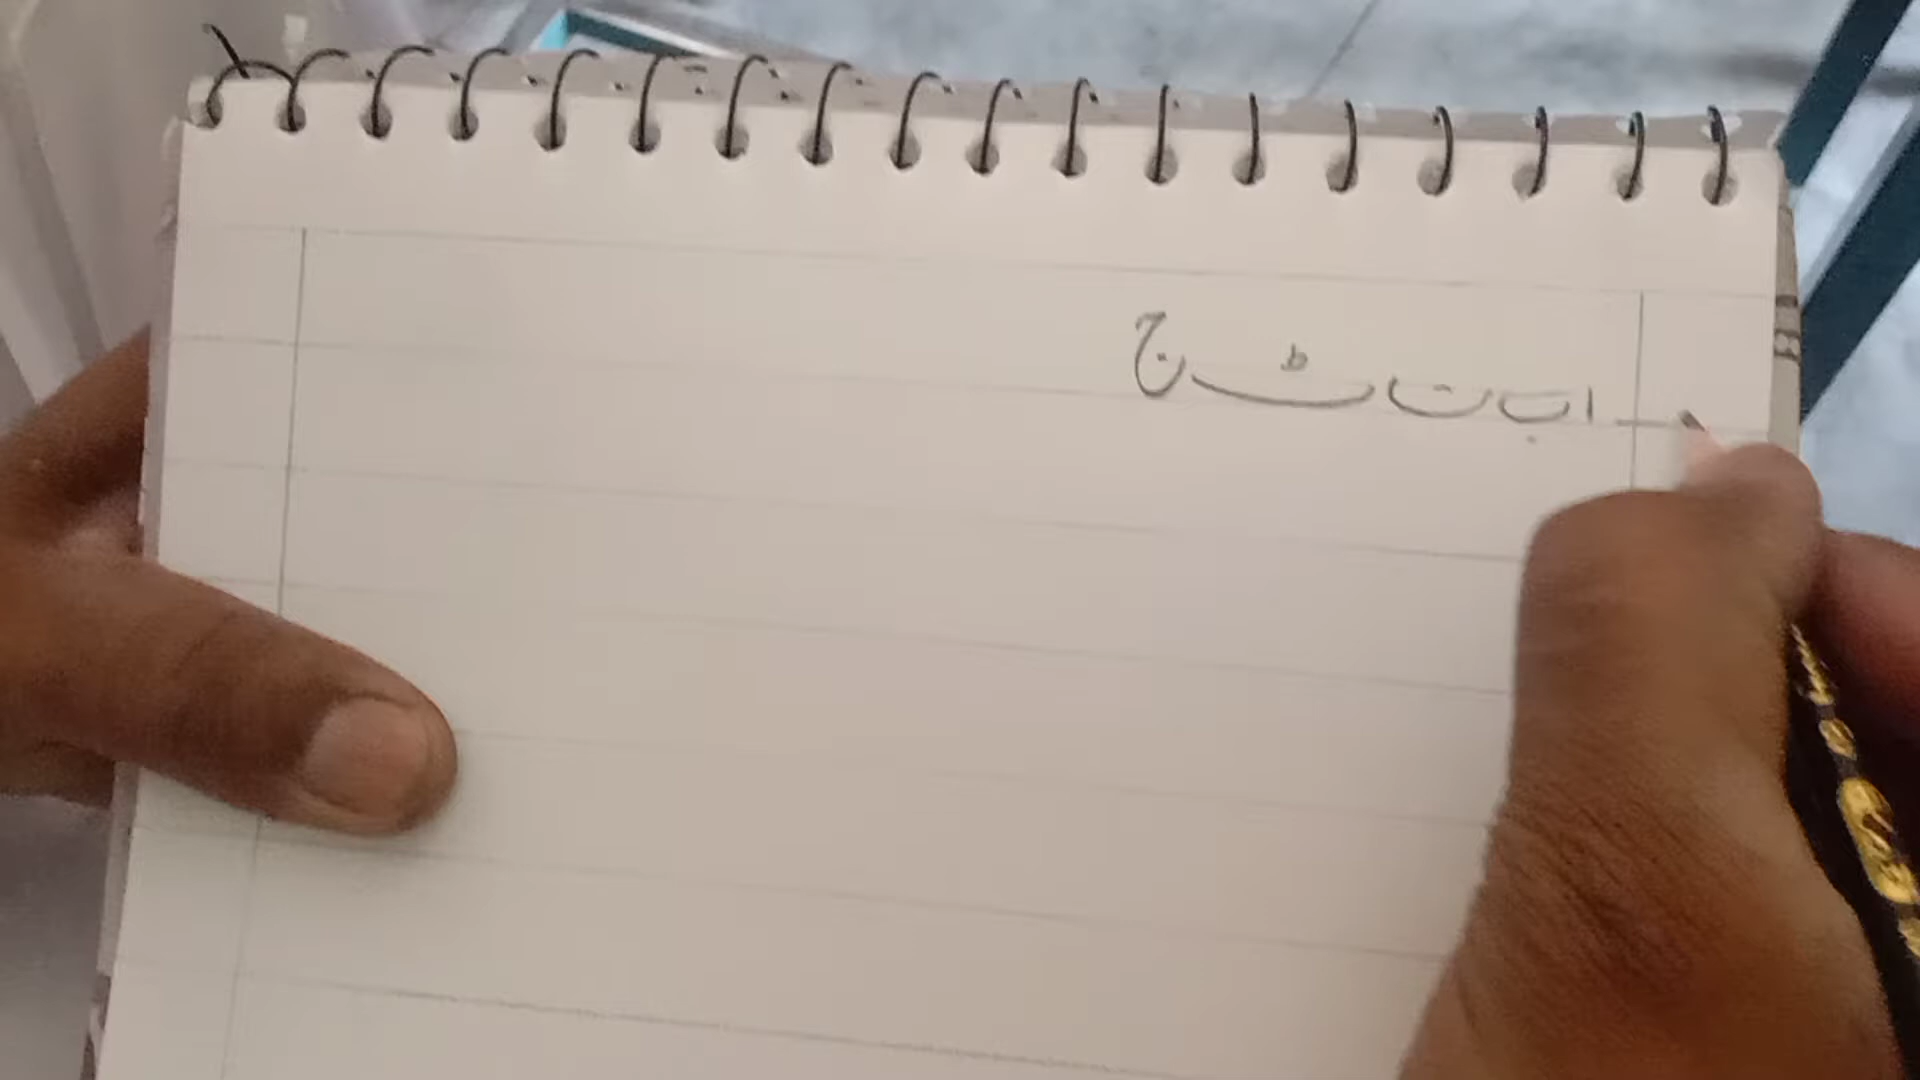 ا ب ت ٹ ج